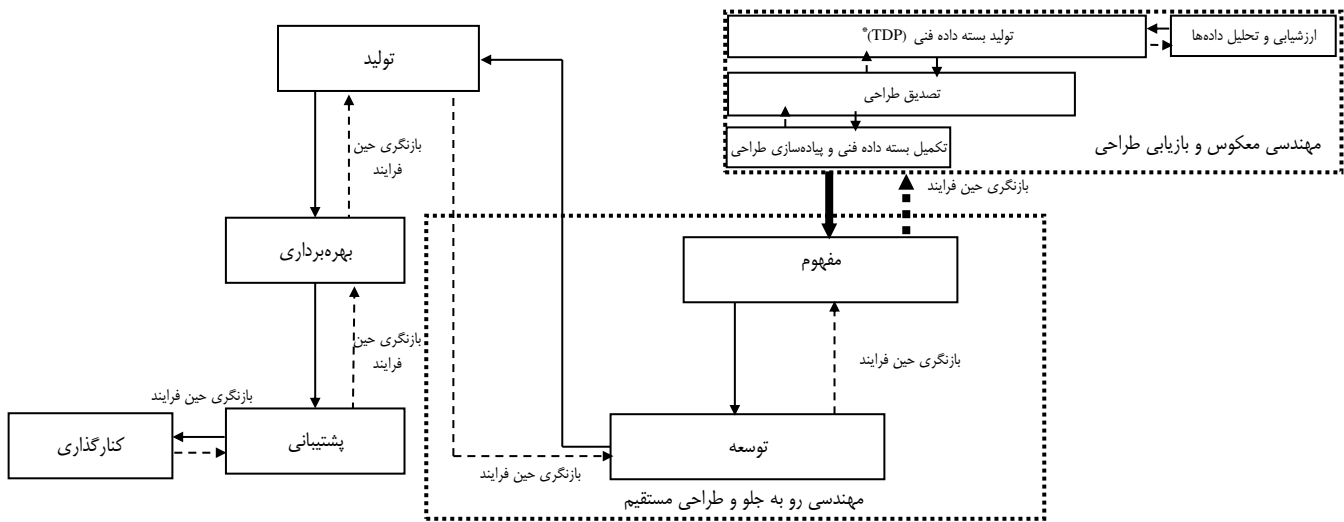 ارزشیابی و تحلیل داده‌ها
تولید بسته داده فنی (TDP)*
تصدیق طراحی
تکمیل بسته داده فنی و پیاده‌سازی طراحی
مهندسی معکوس و بازیابی طراحی
بازنگری حین فرایند
مفهوم
بازنگری حین فرایند
توسعه
بازنگری حین فرایند
مهندسی رو به جلو و طراحی مستقیم
تولید
بازنگری حین
فرایند
بهره‌برداری
بازنگری حین
فرایند
پشتیبانی
بازنگری حین فرایند
کنارگذاری